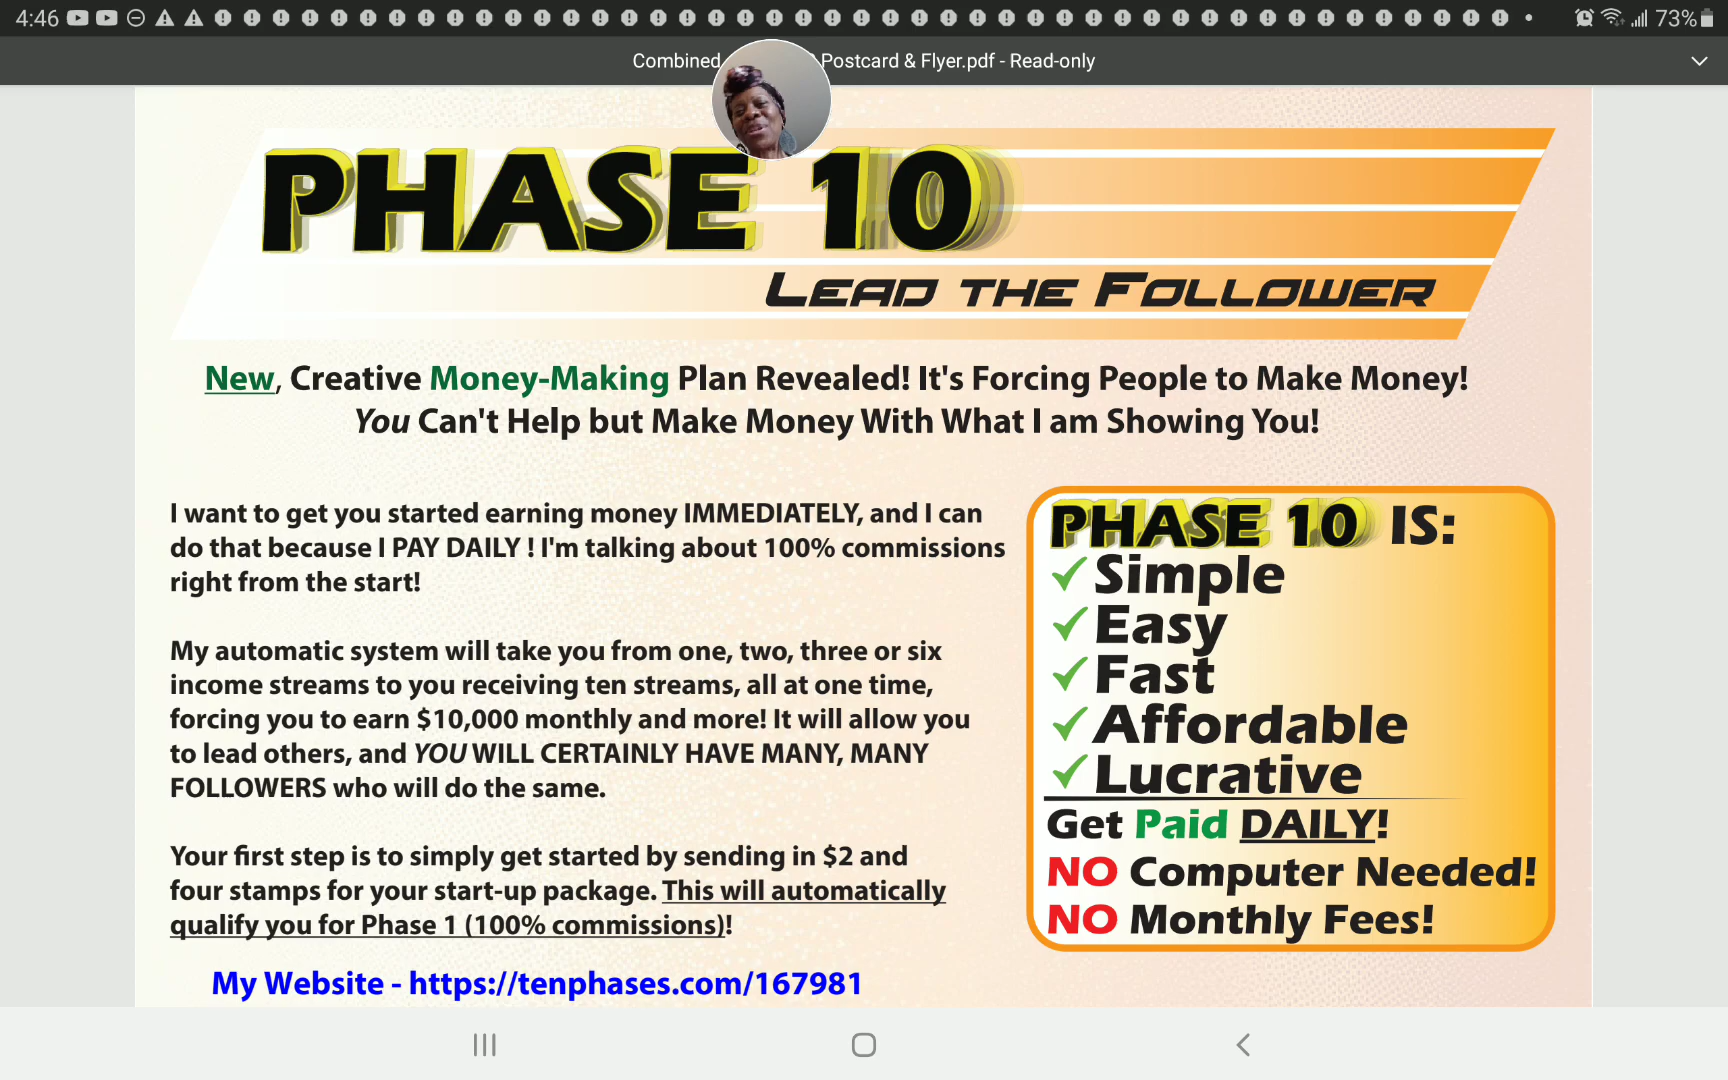 4:46
73%
Combined Postcard & Flyer.pdf - Read-only
PHASE 10
LEAD THE FOLLOWER
New, Creative Money-Making Plan Revealed! It's Forcing People to Make Money!
You Can't Help but Make Money With What I am Showing You!
I want to get you started earning money IMMEDIATELY, and I can
do that because I PAY DAILY ! I'm talking about 100% commissions
right from the start!
My automatic system will take you from one, two, three or six
income streams to you receiving ten streams, all at one time,
forcing you to earn $10,000 monthly and more! It will allow you
to lead others, and YOU WILL CERTAINLY HAVE MANY, MANY
FOLLOWERS who will do the same.
Your first step is to simply get started by sending in $2 and
four stamps for your start-up package. This will automatically
qualify you for Phase 1 (100% commissions)!
My Website - https://tenphases.com/167981
PHASE 10 IS:
Simple
Easy
Fast
Affordable
Lucrative
Get Paid DAILY!
NO Computer Needed!
NO Monthly Fees!